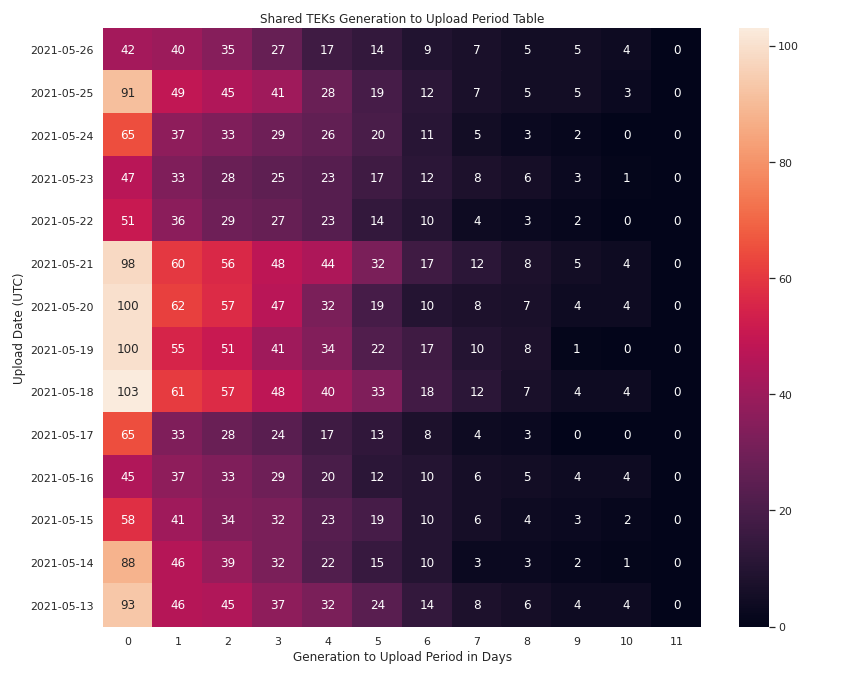 Shared TEKs Generation to Upload Period Table
Upload Date (UTC)
2021-05-26 42 40 35 27 17 14 9 7 5 5 4 0
2021-05-25 91 49 45 41 28 19 12 7 5 5 3 0
2021-05-24 65 37 33 29 26 20 11 5 3 2 0 0
2021-05-23 47 33 28 25 23 17 12 8 6 3 1 0
2021-05-22 51 36 29 27 23 14 10 4 3 2 0 0
2021-05-21 98 60 56 48 44 32 17 12 8 5 4 0
2021-05-20 100 62 57 47 32 19 10 8 7 4 4 0
2021-05-19 100 55 51 41 34 22 17 10 8 1 0 0
2021-05-18 103 61 57 48 40 33 18 12 7 4 4 0
2021-05-17 65 33 28 24 17 13 8 4 3 0 0 0
2021-05-16 45 37 33 29 20 12 10 6 5 4 4 0
2021-05-15 58 41 34 32 23 19 10 6 4 3 2 0
2021-05-14 88 46 39 32 22 15 10 3 3 2 1 0
2021-05-13 93 46 45 37 32 24 14 8 6 4 4 0
0 1 2 3 4 5 6 7 8 9 10 11
Generation to Upload Period in Days
100
80
60
40
20
0